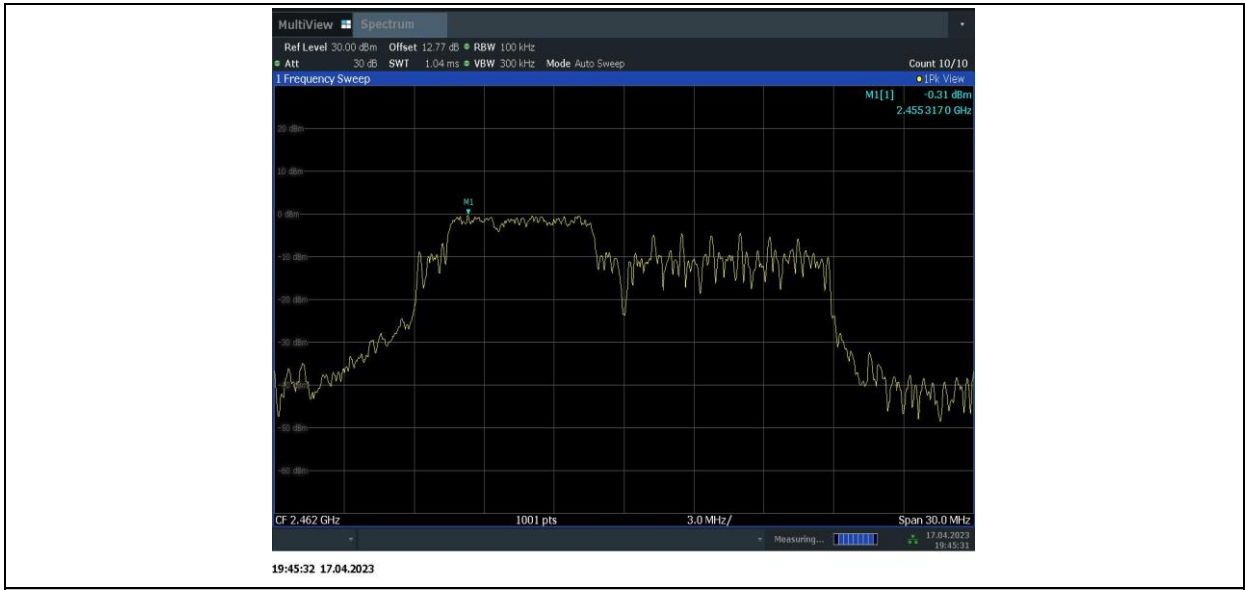 MultiView Spectrum
Ref Level 30.00 dBm Offset 12.77 dB RBW 100 kHz
Att 30 dB SWT 1.04 ms VBW 300 kHz Mode Auto Sweep Count 10/10
1 Frequency Sweep 1Pk View
M1[1] -0.31 dBm
2.455 317 0 GHz
20 dBm
10 dBm
M1
0 dBm
-10 dBm
-20 dBm
-30 dBm
-50 dBm
-60 dBm
CF 2.462 GHz 1001 pts 3.0 MHz/ Span 30.0 MHz
Measuring... 17.04.2023
19:45:31
19:45:32 17.04.2023